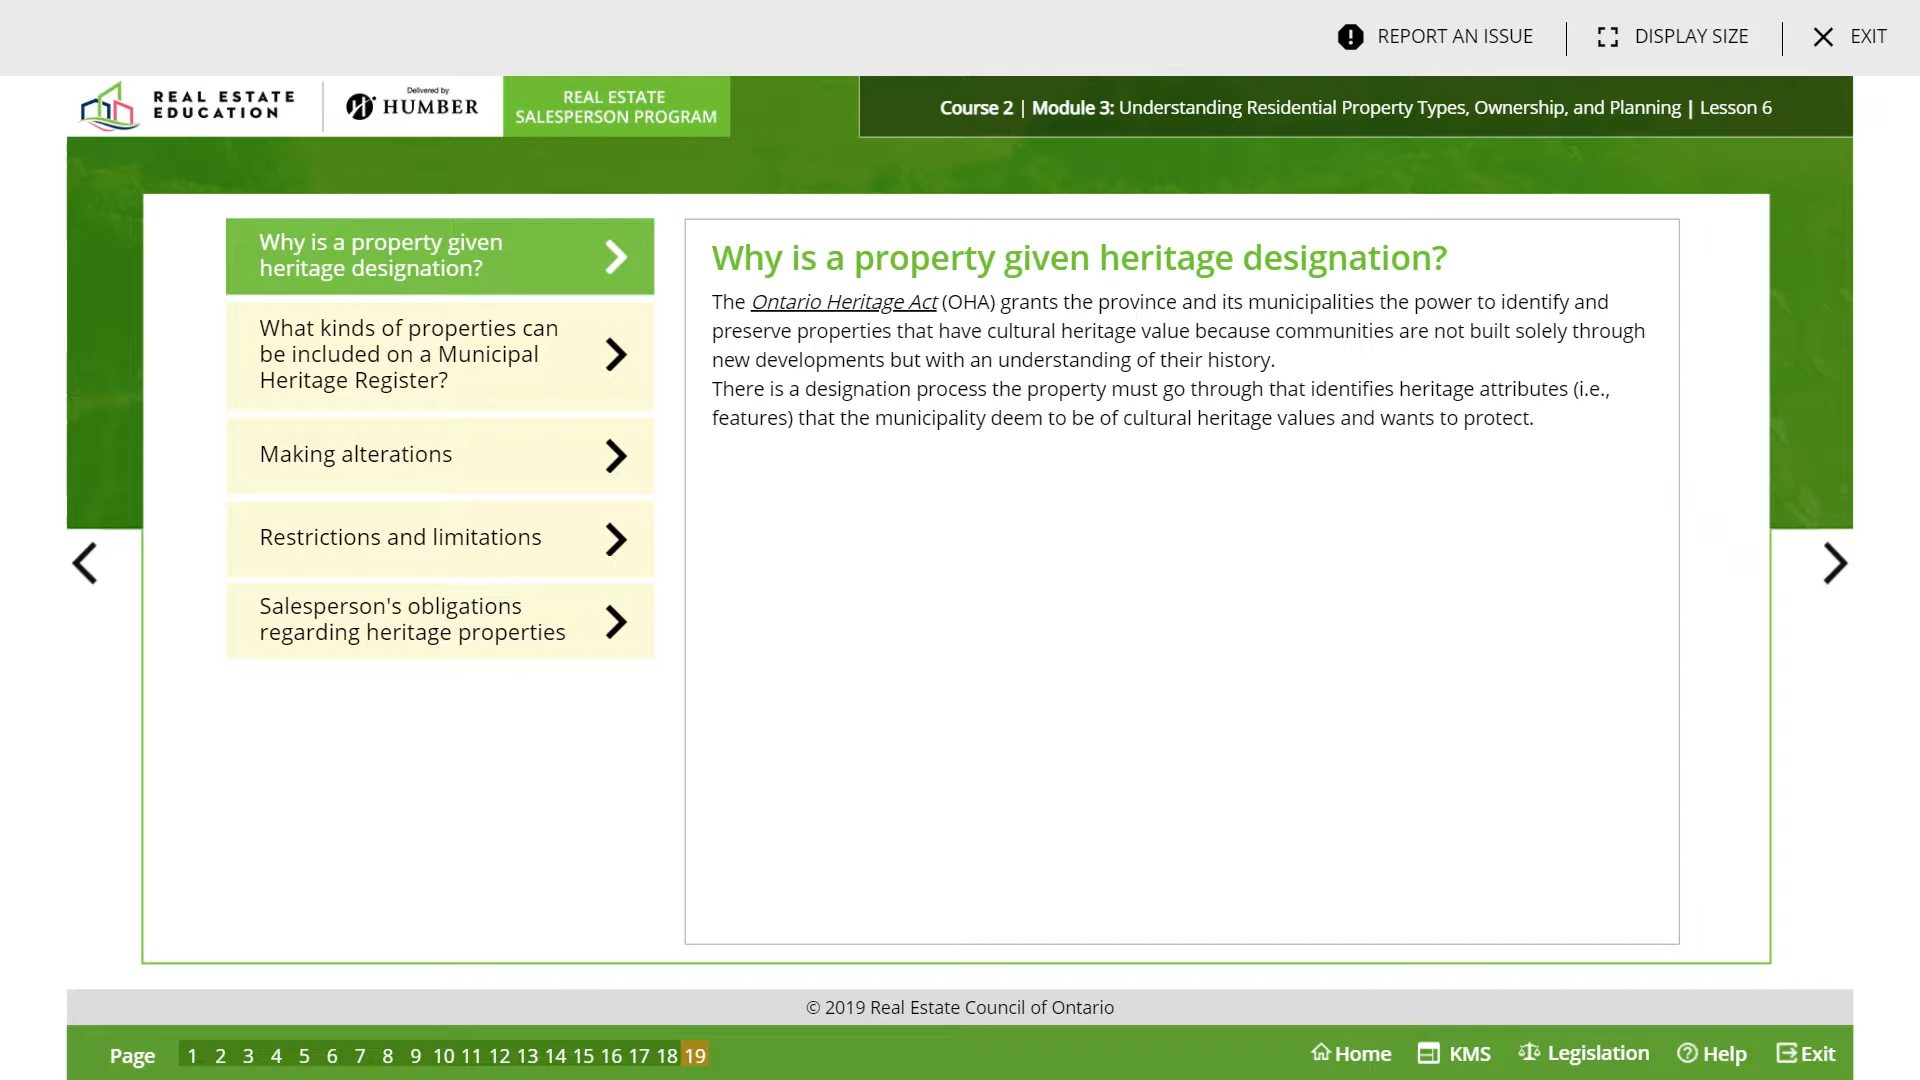 REPORT AN ISSUE
DISPLAY SIZE
EXIT
REAL ESTATE
EDUCATION
Delivered by
HUMBER
REAL ESTATE
SALESPERSON PROGRAM
Course 2 | Module 3: Understanding Residential Property Types, Ownership, and Planning | Lesson 6
Why is a property given
heritage designation?
What kinds of properties can
be included on a Municipal
Heritage Register?
Making alterations
Restrictions and limitations
Salesperson's obligations
regarding heritage properties
Why is a property given heritage designation?
The Ontario Heritage Act (OHA) grants the province and its municipalities the power to identify and
preserve properties that have cultural heritage value because communities are not built solely through
new developments but with an understanding of their history.
There is a designation process the property must go through that identifies heritage attributes (i.e.,
features) that the municipality deem to be of cultural heritage values and wants to protect.
© 2019 Real Estate Council of Ontario
Page 1 2 3 4 5 6 7 8 9 10 11 12 13 14 15 16 17 18 19
Home
KMS
Legislation
Help
Exit